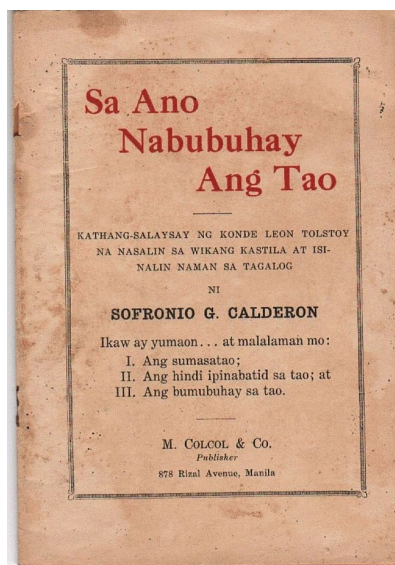 Sa Ano
Nabubuhay
Ang Tao
KATHANG-SALAYSAY NG KONDE LEON TOLSTOY
NA NASALIN SA WIKANG KASTILA AT ISI-
NALIN NAMAN SA TAGALOG
NI
SOFRONIO G. CALDERON
Ikaw ay yumaon... at malalaman mo:
I. Ang sumasatao;
II. Ang hindi ipinabatid sa tao; at
III. Ang bumubuhay sa tao.
M. COLCOL & CO.
Publisher
878 Rizal Avenue, Manila